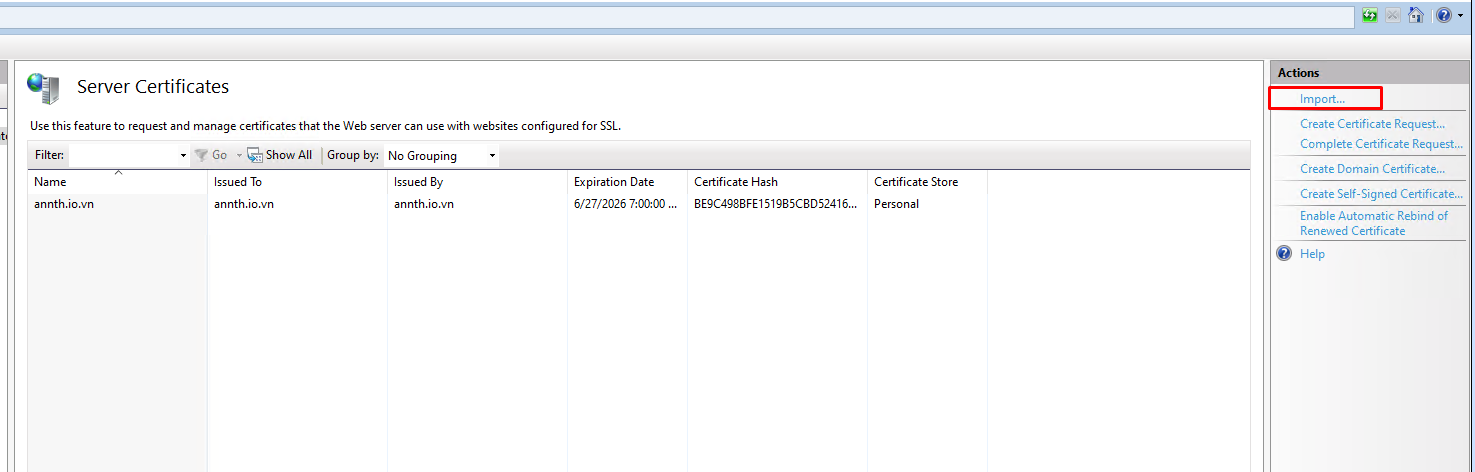 Server Certificates
Use this feature to request and manage certificates that the Web server can use with websites configured for SSL.
Filter: Go Show All Group by: No Grouping
Name Issued To Issued By Expiration Date Certificate Hash Certificate Store
annth.io.vn annth.io.vn annth.io.vn 6/27/2026 7:00:00 ... BE9C498BFE1519B5CBD52416... Personal
Actions
Import...
Create Certificate Request...
Complete Certificate Request...
Create Domain Certificate...
Create Self-Signed Certificate...
Enable Automatic Rebind of
Renewed Certificate
Help